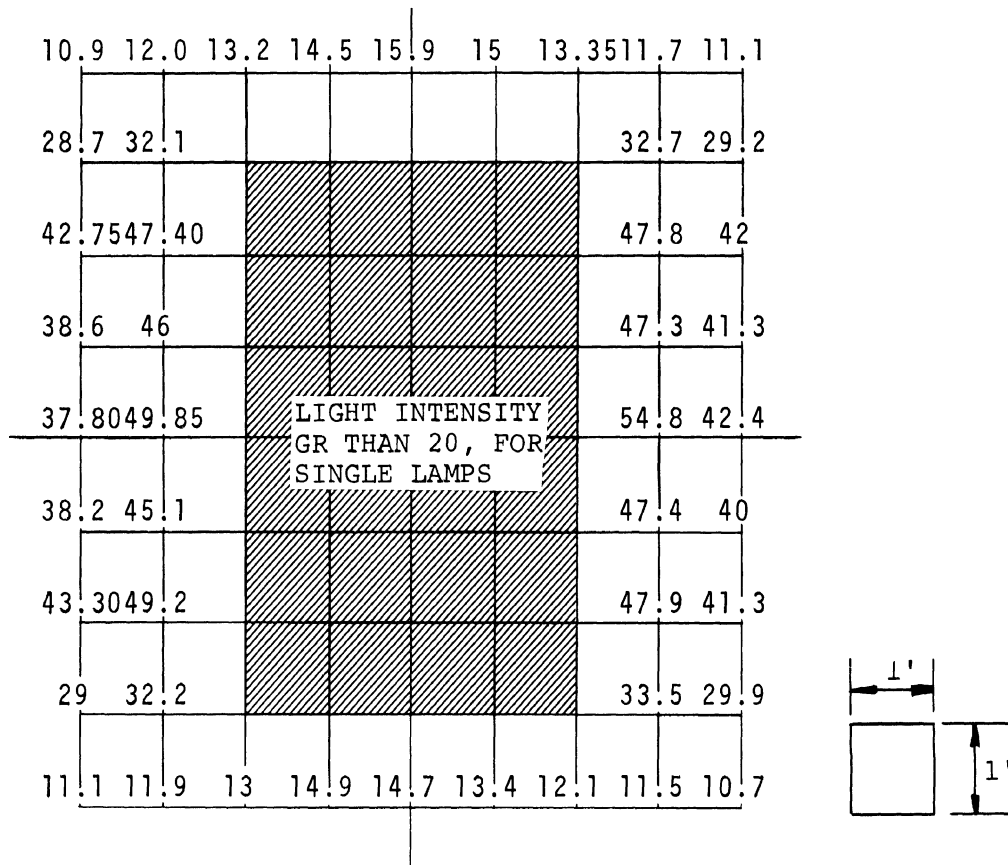 10.9 12.0 13.2 14.5 15.9 15 13.35 11.7 11.1
28.7 32.1 32.7 29.2
42.75 47.40 47.8 42
38.6 46 47.3 41.3
37.80 49.85 54.8 42.4
LIGHT INTENSITY
GR THAN 20, FOR
SINGLE LAMPS
38.2 45.1 47.4 40
43.30 49.2 47.9 41.3
29 32.2 33.5 29.9
11.1 11.9 13 14.9 14.7 13.4 12.1 11.5 10.7
1'
1'